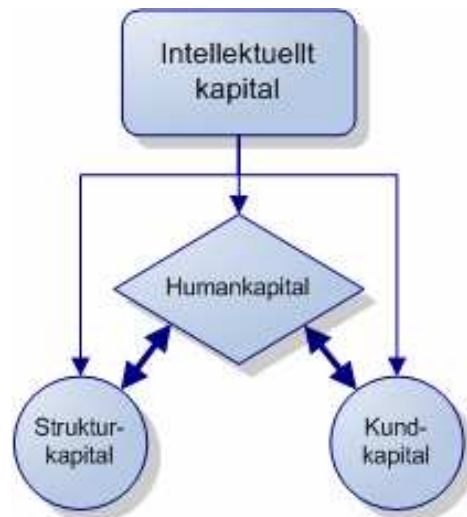 Intellektuellt
kapital
Humankapital
Struktur-
kapital
Kund-
kapital